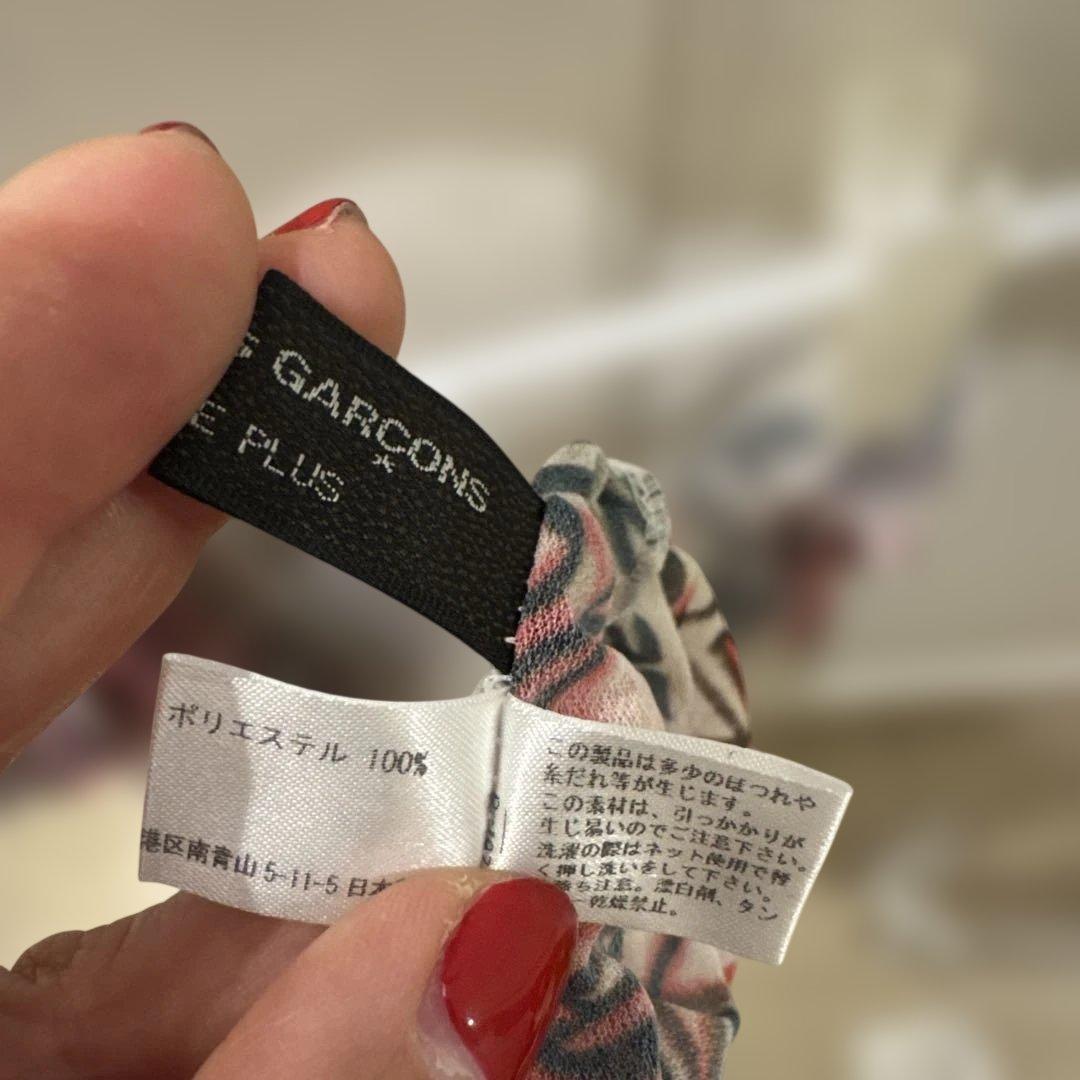 GARÇONS
PLUS
ポリエステル 100%
港区南青山 5-11-5 日本
この製品は多少のほつれや
糸だれ等が生じます。
この素材は、引っかかりが
生じ易いのでご注意下さい。
洗濯の際はネット使用で軽
く押し洗いをして下さい。
落ち注意。漂白剤、タン
ー乾燥禁止。